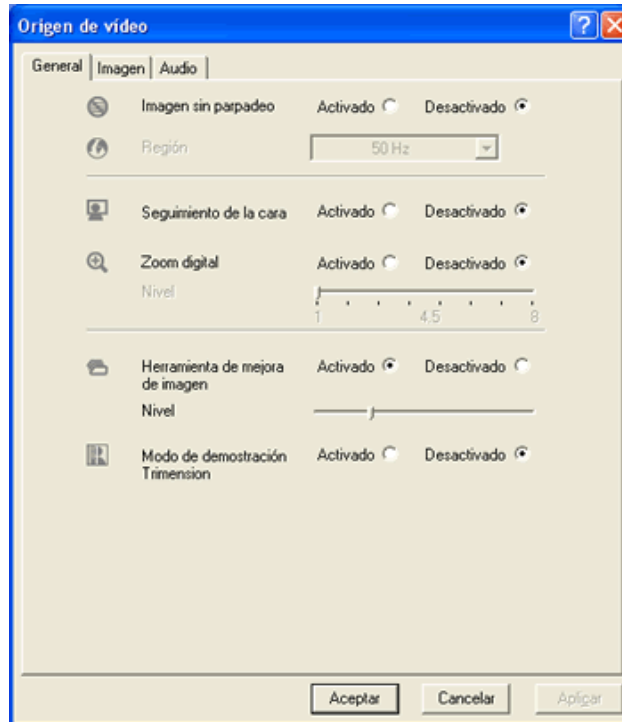 Origen de vídeo
General Imagen Audio
Imagen sin parpadeo Activado Desactivado
Región 50 Hz
Seguimiento de la cara Activado Desactivado
Zoom digital Activado Desactivado
Nivel
1 4.5 8
Herramienta de mejora Activado Desactivado
de imagen
Nivel
Modo de demostración Activado Desactivado
Trimension
Aceptar Cancelar Aplicar